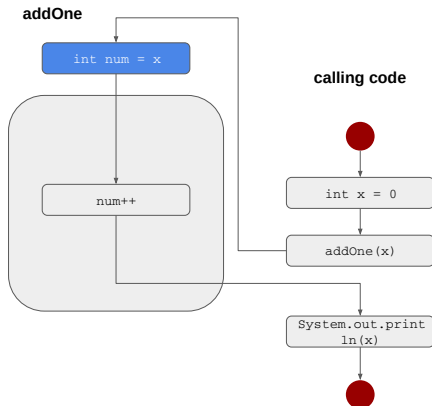 addOne
int num = x
calling code
num++
int x = 0
addOne(x)
System.out.print
ln(x)